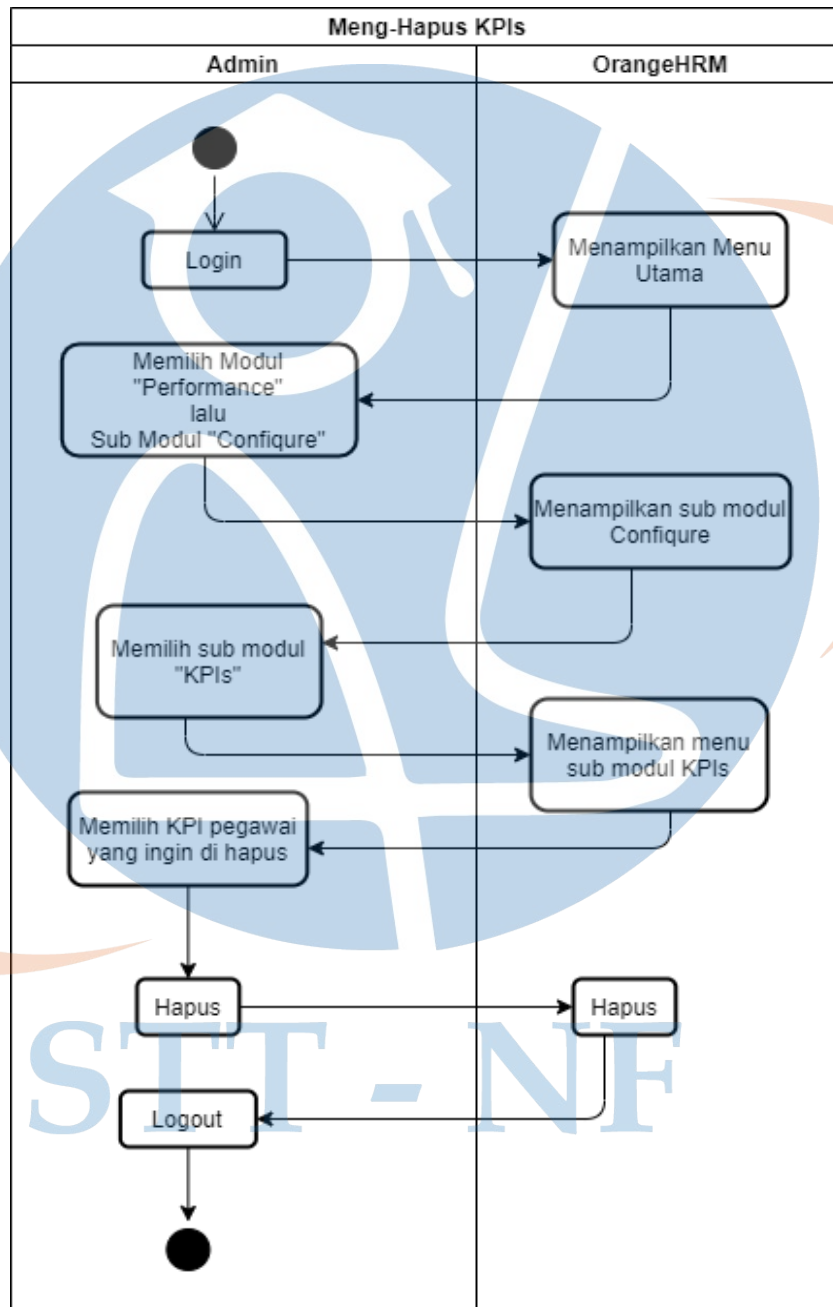 Meng-Hapus KPIs
Admin
OrangeHRM
Login
Menampilkan Menu
Utama
Memilih Modul
"Performance"
lalu
Sub Modul "Confiqure"
Menampilkan sub modul
Confiqure
Memilih sub modul
"KPIs"
Menampilkan menu
sub modul KPIs
Memilih KPI pegawai
yang ingin di hapus
Hapus
Hapus
STT - NF
Logout